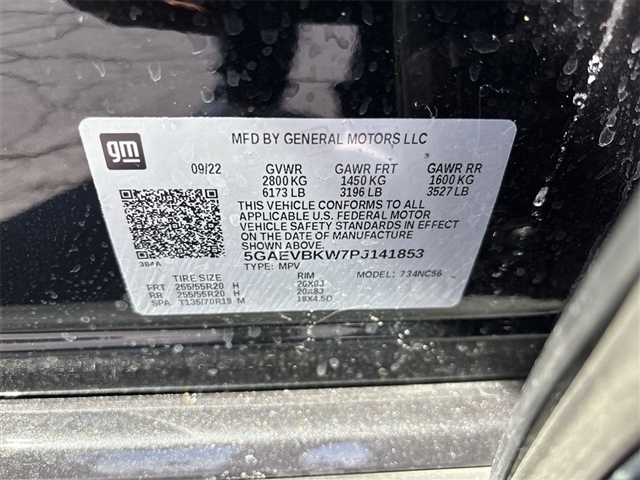 gm
MFD BY GENERAL MOTORS LLC
09/22 GVWR GAWR FRT GAWR RR
2800 KG 1450 KG 1600 KG
6173 LB 3196 LB 3527 LB
THIS VEHICLE CONFORMS TO ALL
APPLICABLE U.S. FEDERAL MOTOR
VEHICLE SAFETY STANDARDS IN EFFECT
ON THE DATE OF MANUFACTURE
SHOWN ABOVE.
5GAEVBKW7PJ141853
384A TYPE: MPV MODEL: 734NC56
TIRE SIZE RIM
FRT 255/55R20 H 20X8J
RR 255/55R20 H 20X8J
SPA T135/70R18 M 18X4.5D